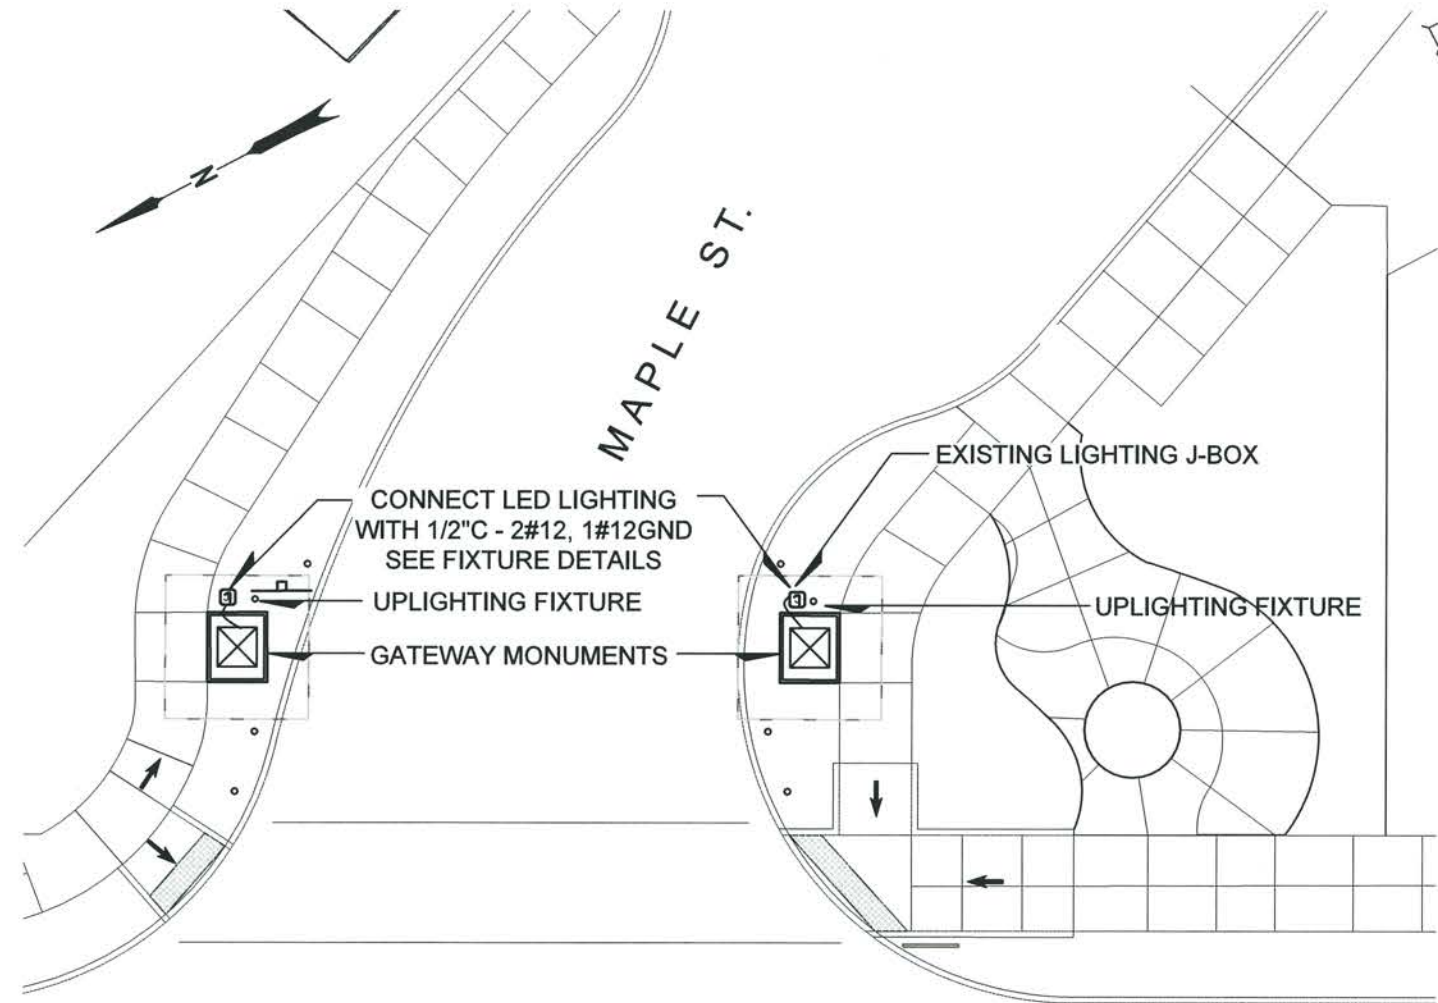 N
MAPLE ST.
EXISTING LIGHTING J-BOX
CONNECT LED LIGHTING
WITH 1/2"C - 2#12, 1#12GND
SEE FIXTURE DETAILS
J
J
UPLIGHTING FIXTURE
UPLIGHTING FIXTURE
GATEWAY MONUMENTS